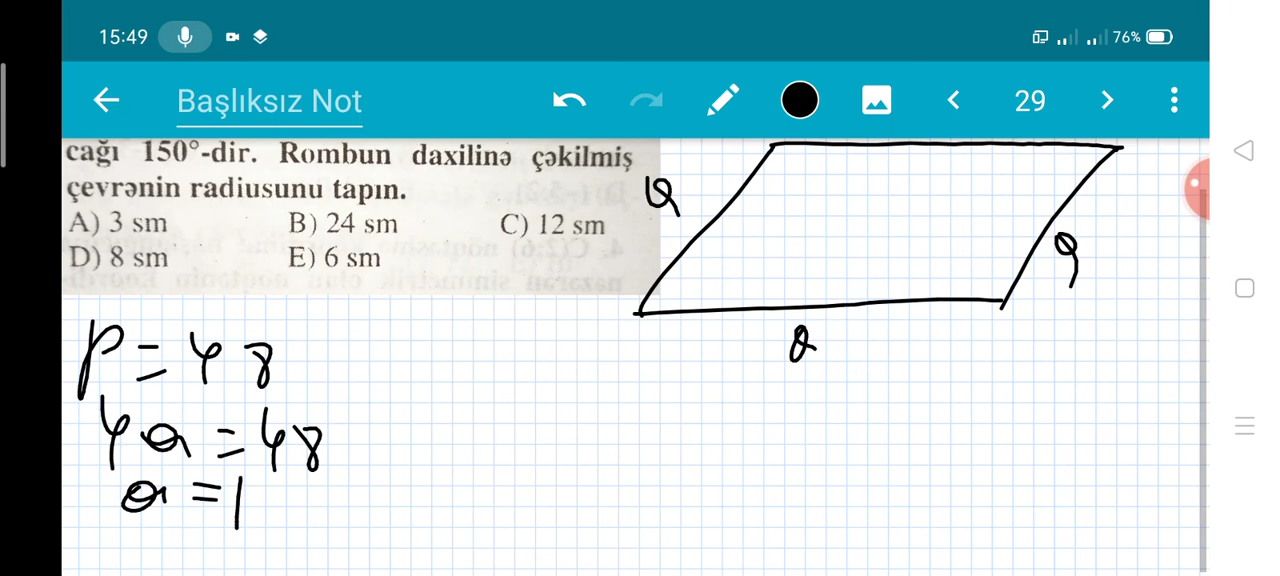 15:49
76%
Başlıksız Not
29
cağı 150°-dir. Rombun daxilinə çəkilmiş
çevrənin radiusunu tapın.
A) 3 sm B) 24 sm C) 12 sm
D) 8 sm E) 6 sm
a
a
a
P = 48
4a = 48
a = 1